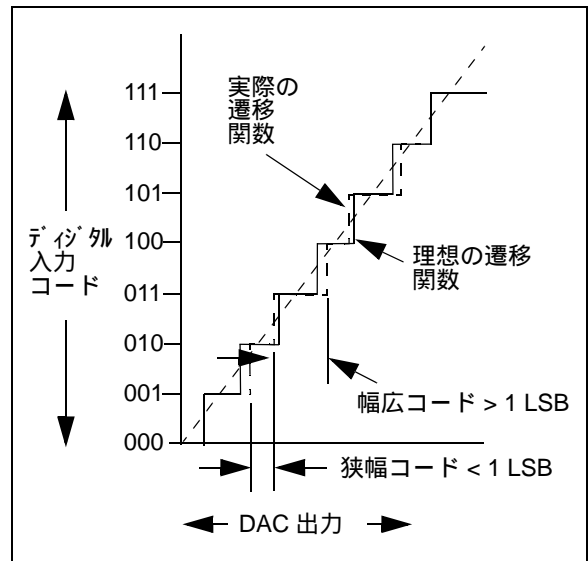 111
110
101
100
011
010
001
000
ディジタル
入力
コード
実際の
遷移
関数
理想の遷移
関数
幅広コード > 1 LSB
狭幅コード < 1 LSB
DAC 出力